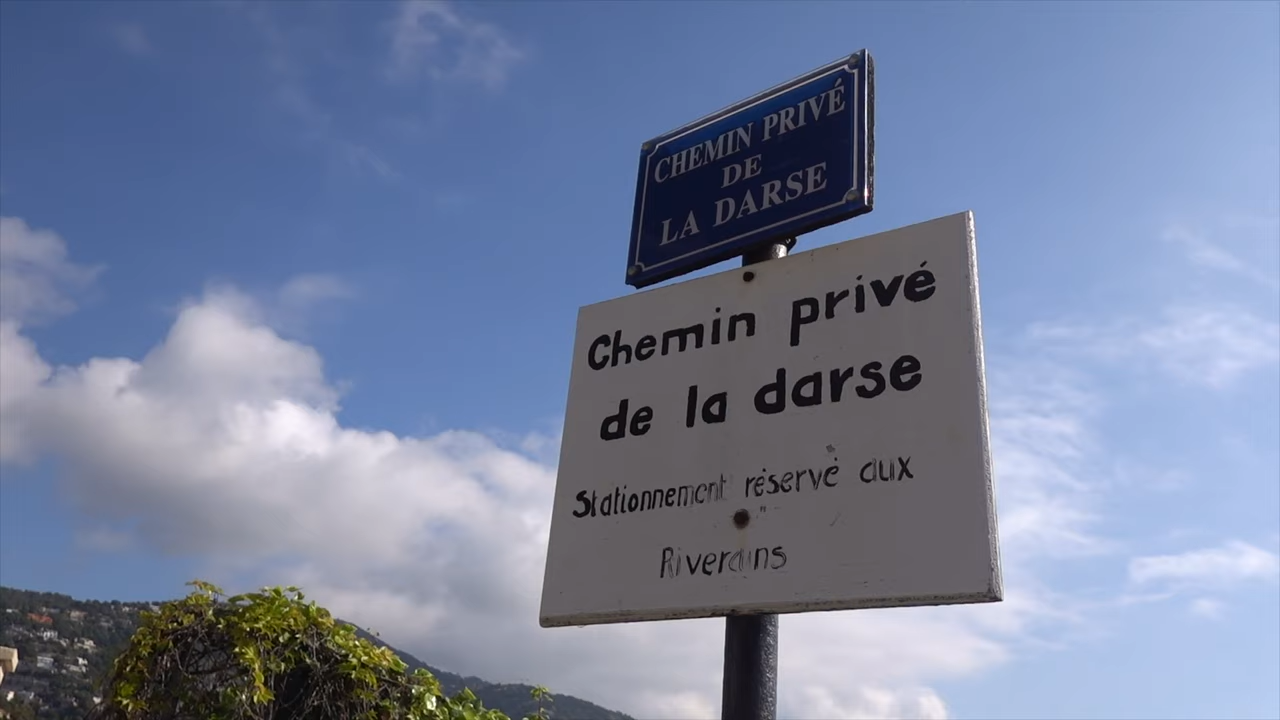 CHEMIN PRIVÉ
DE
LA DARSE
Chemin privé
de la darse
Stationnement réservé aux
Riverains